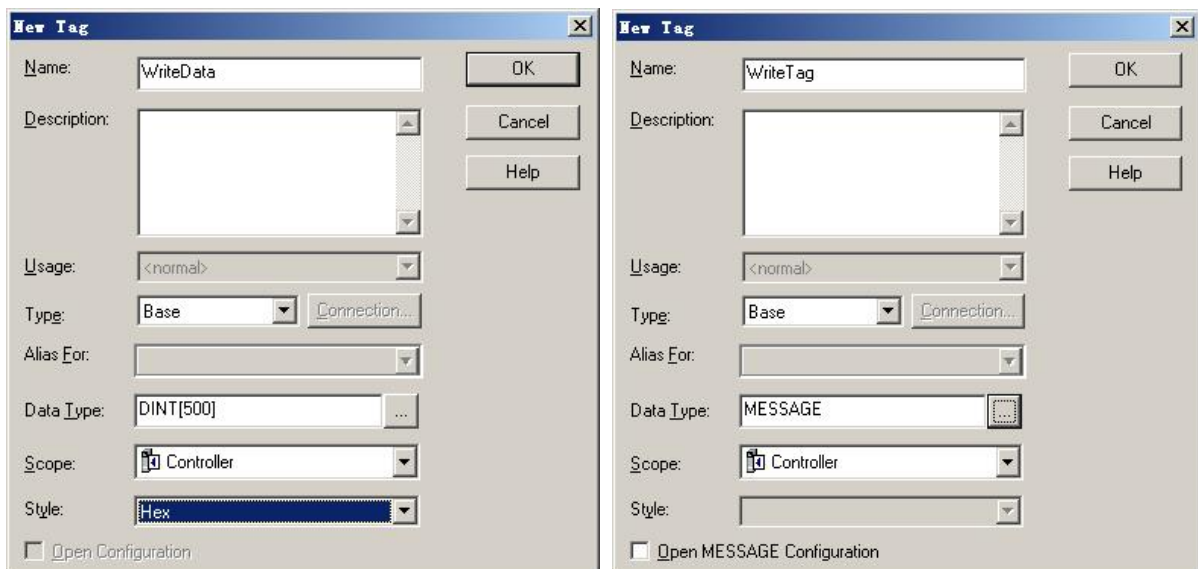 New Tag
Name:
WriteData
OK
Description:
Cancel
Help
Usage:
<normal>
Type:
Base
Connection...
Alias For:
Data Type:
DINT[500]
...
Scope:
Controller
Style:
Hex
Open Configuration
New Tag
Name:
WriteTag
OK
Description:
Cancel
Help
Usage:
<normal>
Type:
Base
Connection...
Alias For:
Data Type:
MESSAGE
...
Scope:
Controller
Style:
Open MESSAGE Configuration